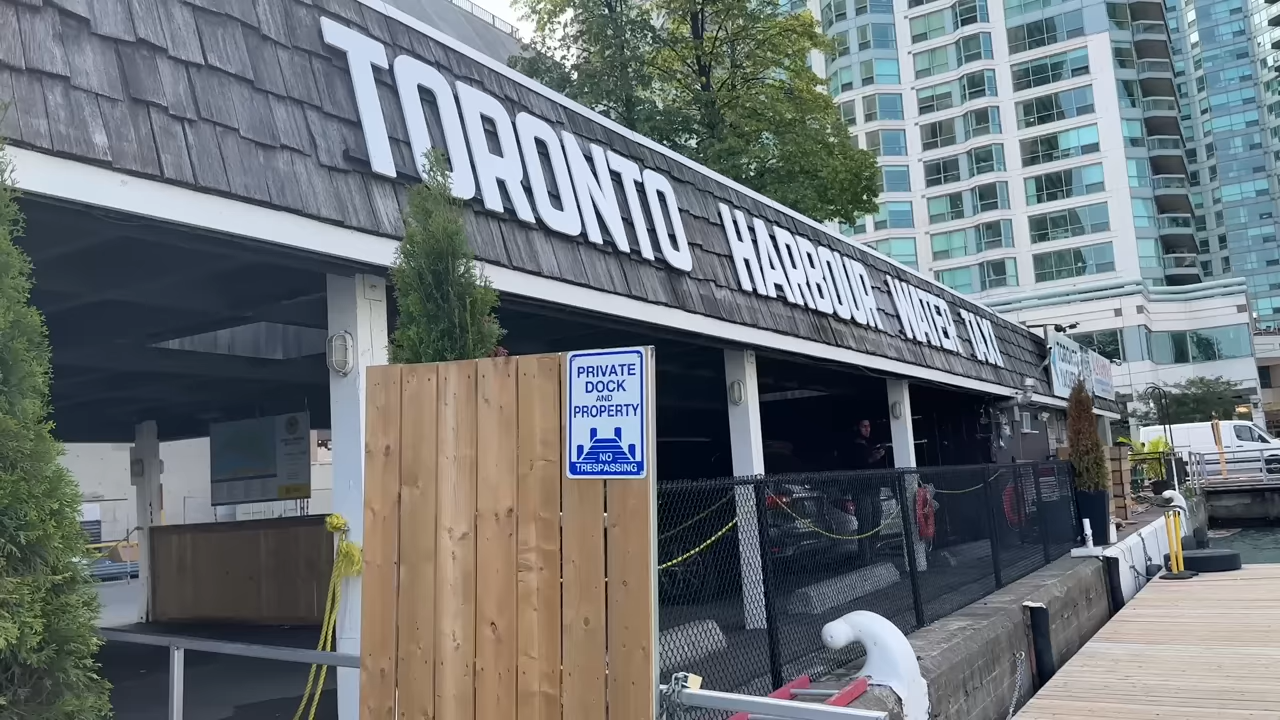 TORONTO HARBOUR WATER TAXI
PRIVATE
DOCK
AND
PROPERTY
NO
TRESPASSING